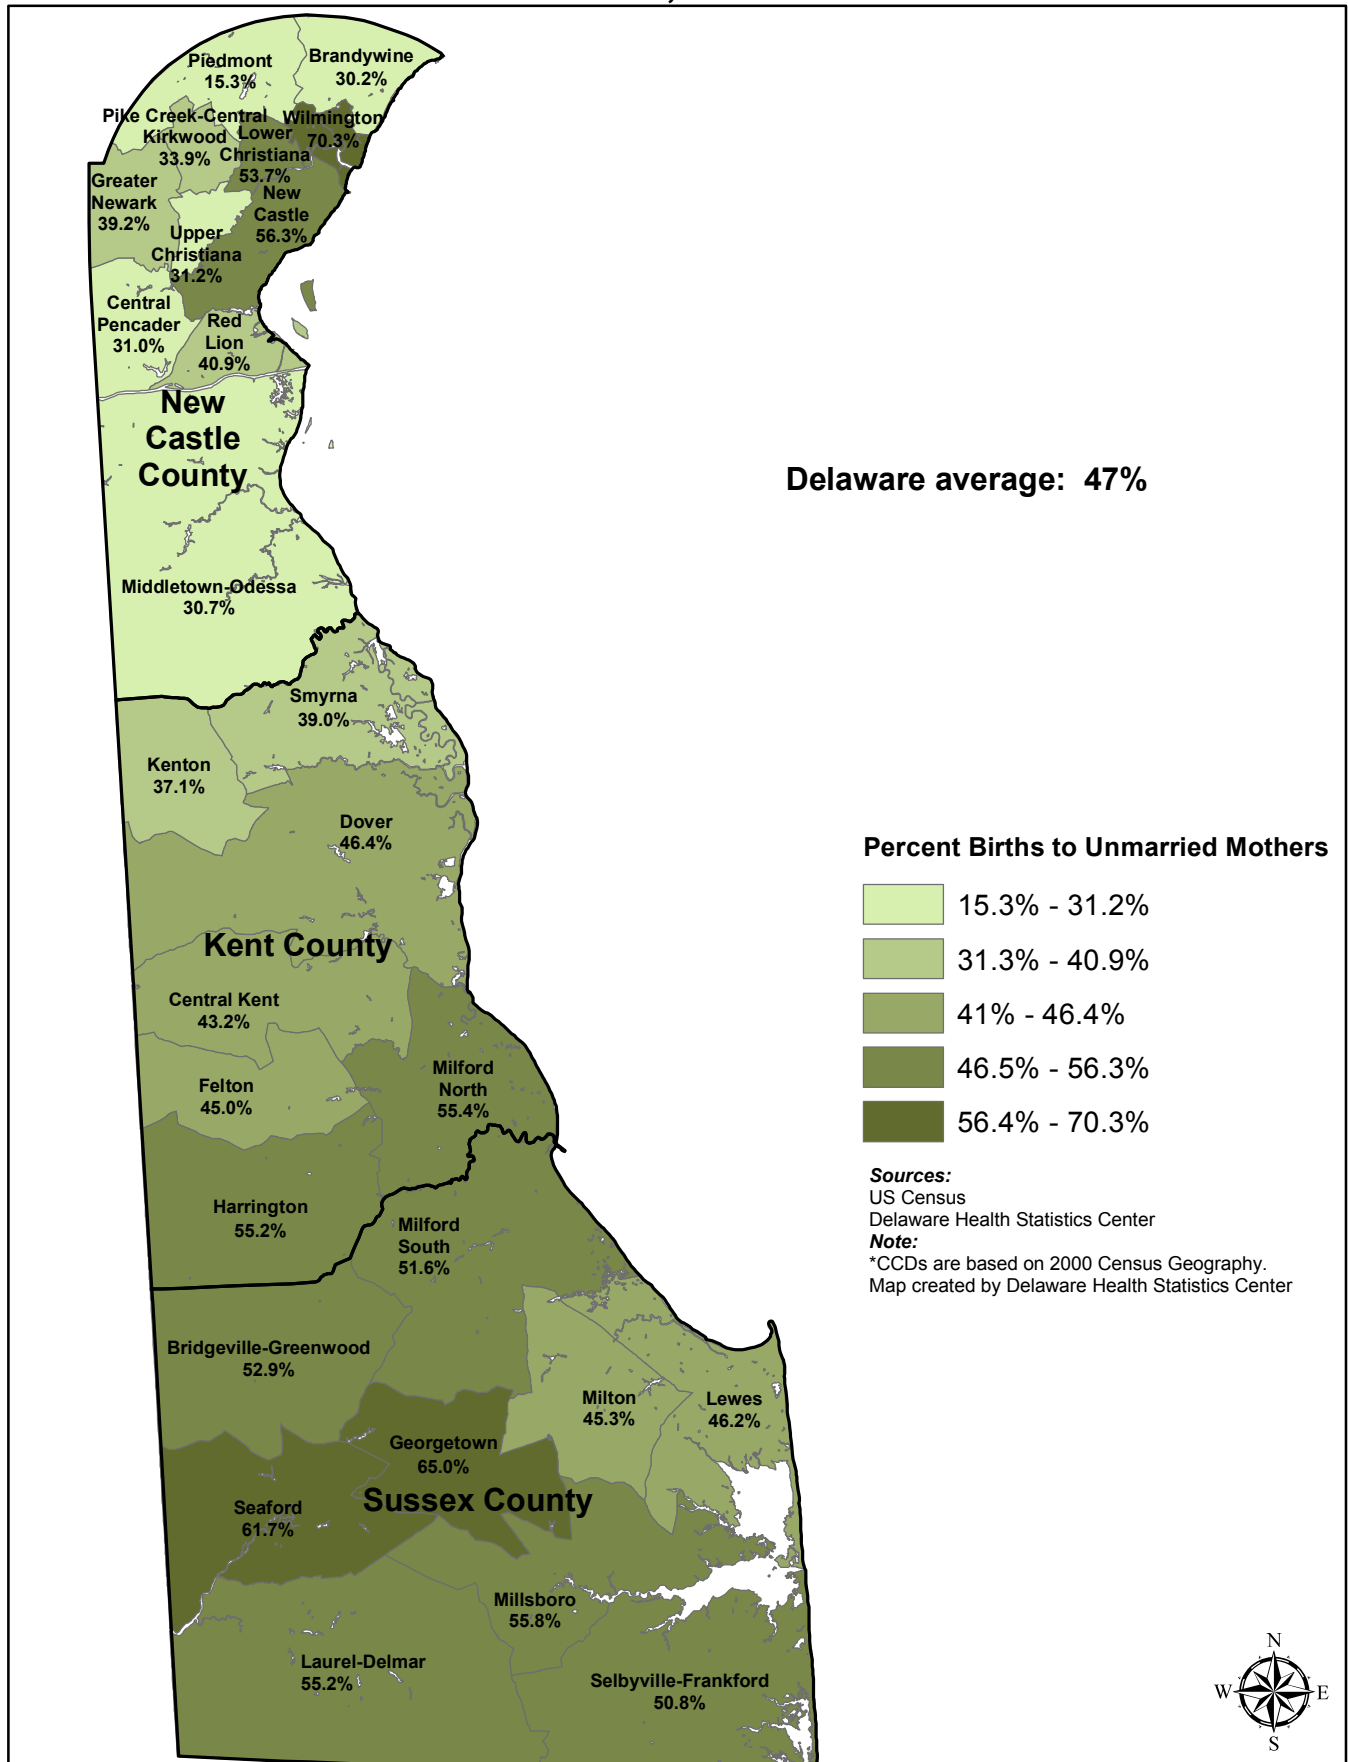 Piedmont
15.3%
Brandywine
30.2%
Pike Creek-Central
Kirkwood
33.9%
Lower
Christiana
53.7%
Wilmington
70.3%
Greater
Newark
39.2%
New
Castle
56.3%
Upper
Christiana
31.2%
Central
Pencader
31.0%
Red
Lion
40.9%
New
Castle
County
Delaware average: 47%
Middletown-Odessa
30.7%
Smyrna
39.0%
Kenton
37.1%
Dover
46.4%
Kent County
Central Kent
43.2%
Felton
45.0%
Milford
North
55.4%
Harrington
55.2%
Milford
South
51.6%
Bridgeville-Greenwood
52.9%
Milton
45.3%
Lewes
46.2%
Georgetown
65.0%
Seaford
61.7%
Sussex County
Millsboro
55.8%
Laurel-Delmar
55.2%
Selbyville-Frankford
50.8%
Percent Births to Unmarried Mothers
15.3% - 31.2%
31.3% - 40.9%
41% - 46.4%
46.5% - 56.3%
56.4% - 70.3%
Sources:
US Census
Delaware Health Statistics Center
Note:
*CCDs are based on 2000 Census Geography.
Map created by Delaware Health Statistics Center
N
W
E
S